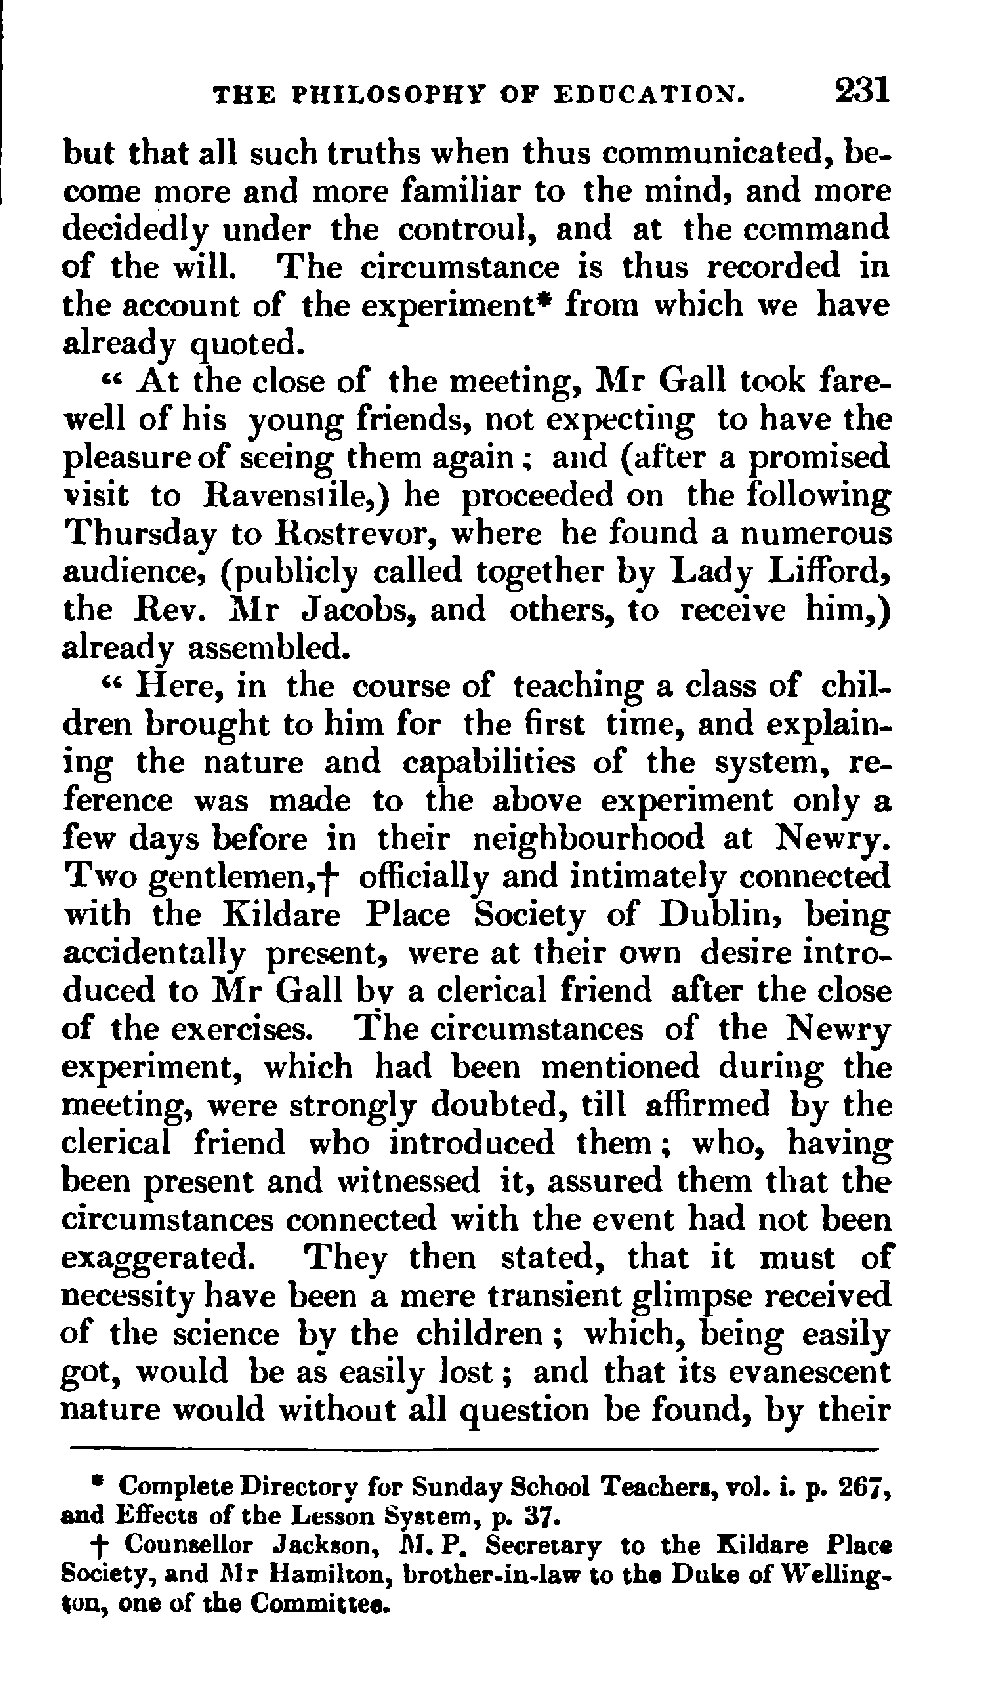 THE PHILOSOPHY OF EDUCATION. 231
but that all such truths when thus communicated, be-
come more and more familiar to the mind, and more
decidedly under the controul, and at the command
of the will. The circumstance is thus recorded in
the account of the experiment* from which we have
already quoted.
“ At the close of the meeting, Mr Gall took fare-
well of his young friends, not expecting to have the
pleasure of seeing them again ; and (after a promised
visit to Ravenstile,) he proceeded on the following
Thursday to Rostrevor, where he found a numerous
audience, (publicly called together by Lady Lifford,
the Rev. Mr Jacobs, and others, to receive him,)
already assembled.
“ Here, in the course of teaching a class of chil-
dren brought to him for the first time, and explain-
ing the nature and capabilities of the system, re-
ference was made to the above experiment only a
few days before in their neighbourhood at Newry.
Two gentlemen,† officially and intimately connected
with the Kildare Place Society of Dublin, being
accidentally present, were at their own desire intro-
duced to Mr Gall by a clerical friend after the close
of the exercises. The circumstances of the Newry
experiment, which had been mentioned during the
meeting, were strongly doubted, till affirmed by the
clerical friend who introduced them ; who, having
been present and witnessed it, assured them that the
circumstances connected with the event had not been
exaggerated. They then stated, that it must of
necessity have been a mere transient glimpse received
of the science by the children ; which, being easily
got, would be as easily lost ; and that its evanescent
nature would without all question be found, by their
* Complete Directory for Sunday School Teachers, vol. i. p. 267,
and Effects of the Lesson System, p. 37.
† Counsellor Jackson, M. P. Secretary to the Kildare Place
Society, and Mr Hamilton, brother-in-law to the Duke of Welling-
ton, one of the Committee.